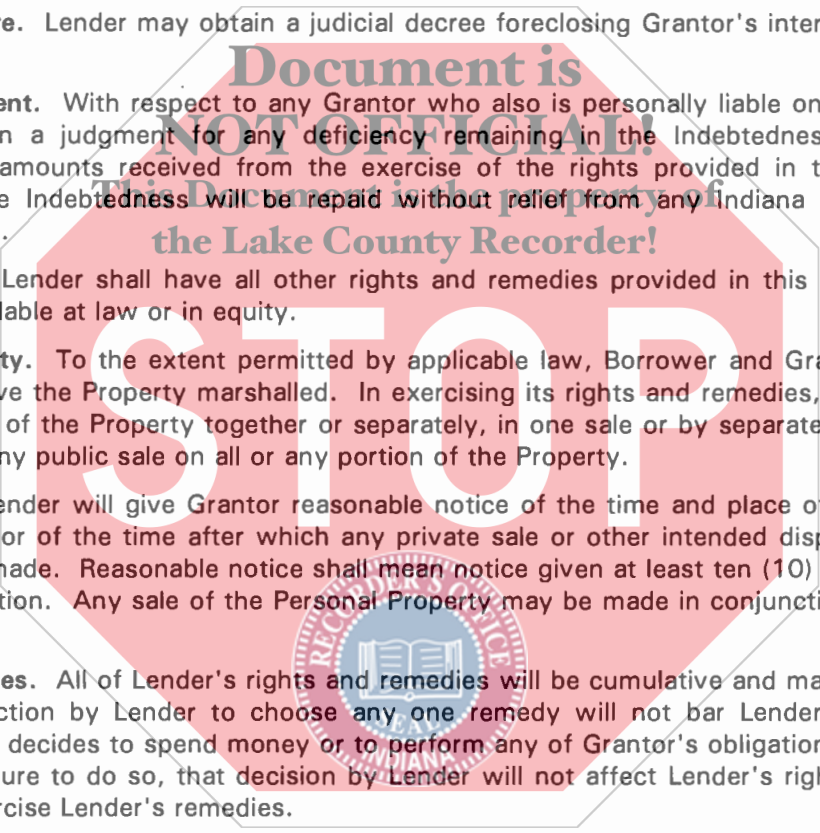 re. Lender may obtain a judicial decree foreclosing Grantor's inter
Document is
ent. With respect to any Grantor who also is personally liable on
n a judgment for any deficiency remaining in the Indebtednes
NOT OFFICIAL!
amounts received from the exercise of the rights provided in t
e Indebtedness will be repaid without relief from any Indiana
This Document is the property of
.
the Lake County Recorder!
Lender shall have all other rights and remedies provided in this
lable at law or in equity.
STOP
ty. To the extent permitted by applicable law, Borrower and Gra
ve the Property marshalled. In exercising its rights and remedies,
of the Property together or separately, in one sale or by separate
ny public sale on all or any portion of the Property.
ender will give Grantor reasonable notice of the time and place o
or of the time after which any private sale or other intended disp
nade. Reasonable notice shall mean notice given at least ten (10)
tion. Any sale of the Personal Property may be made in conjuncti
RECORDER'S OFFICE
SEAL
INDIANA
es. All of Lender's rights and remedies will be cumulative and ma
ction by Lender to choose any one remedy will not bar Lender
decides to spend money or to perform any of Grantor's obligation
ure to do so, that decision by Lender will not affect Lender's righ
rcise Lender's remedies.